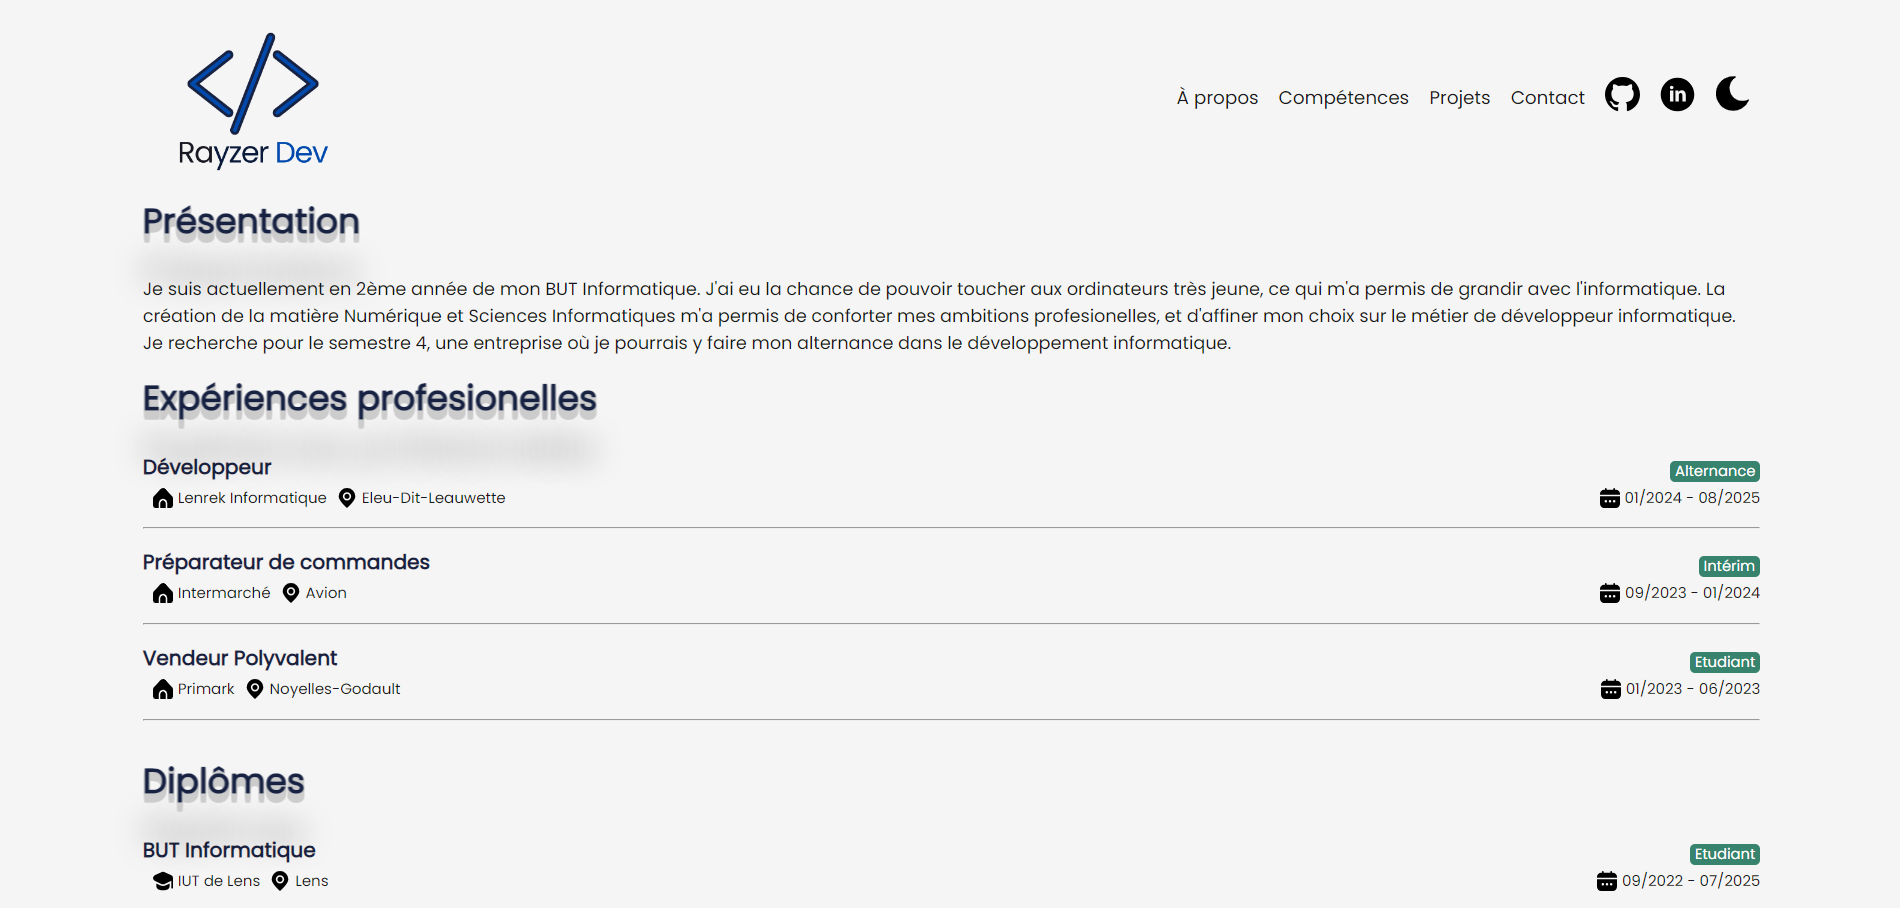 Rayzer Dev
À propos Compétences Projets Contact in
Présentation
Je suis actuellement en 2ème année de mon BUT Informatique. J'ai eu la chance de pouvoir toucher aux ordinateurs très jeune, ce qui m'a permis de grandir avec l'informatique. La
création de la matière Numérique et Sciences Informatiques m'a permis de conforter mes ambitions profesionelles, et d'affiner mon choix sur le métier de développeur informatique.
Je recherche pour le semestre 4, une entreprise où je pourrais y faire mon alternance dans le développement informatique.
Expériences profesionelles
Développeur Alternance
Lenrek Informatique Eleu-Dit-Leauwette 01/2024 - 08/2025
Préparateur de commandes Intérim
Intermarché Avion 09/2023 - 01/2024
Vendeur Polyvalent Etudiant
Primark Noyelles-Godault 01/2023 - 06/2023
Diplômes
BUT Informatique Etudiant
IUT de Lens Lens 09/2022 - 07/2025